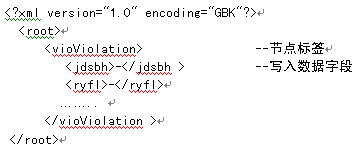 <?xml version="1.0" encoding="GBK"?>
<root>
<vioViolation> --节点标签
<jdsbh>-</jdsbh > --写入数据字段
<ryfl>-</ryfl>
……..
</vioViolation >
</root>